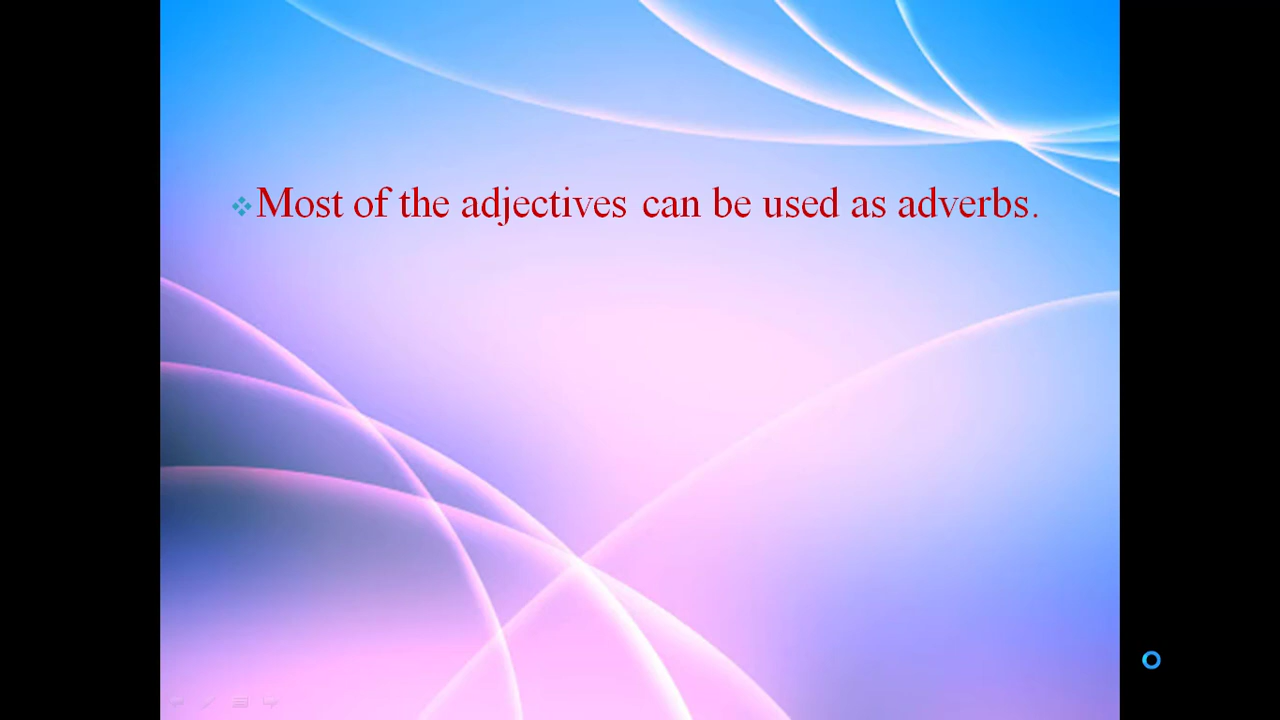 Most of the adjectives can be used as adverbs.